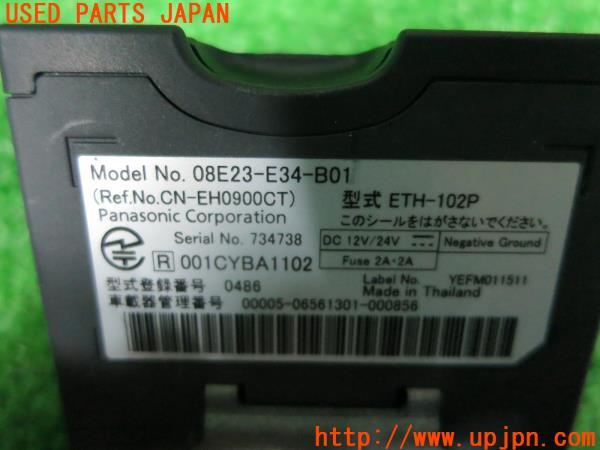 USED PARTS JAPAN
Model No. 08E23-E34-B01
(Ref.No.CN-EH0900CT) 型式 ETH-102P
Panasonic Corporation このシールをはがさないでください。
Serial No. 734738 DC 12V/24V Negative Ground
R 001CYBA1102 Fuse 2A・2A
Label No. YEFM011511
型式登録番号 0486 Made in Thailand
車載器管理番号 00005-06561301-000856
USED PARTS JAPAN
http://www.upjpn.com/